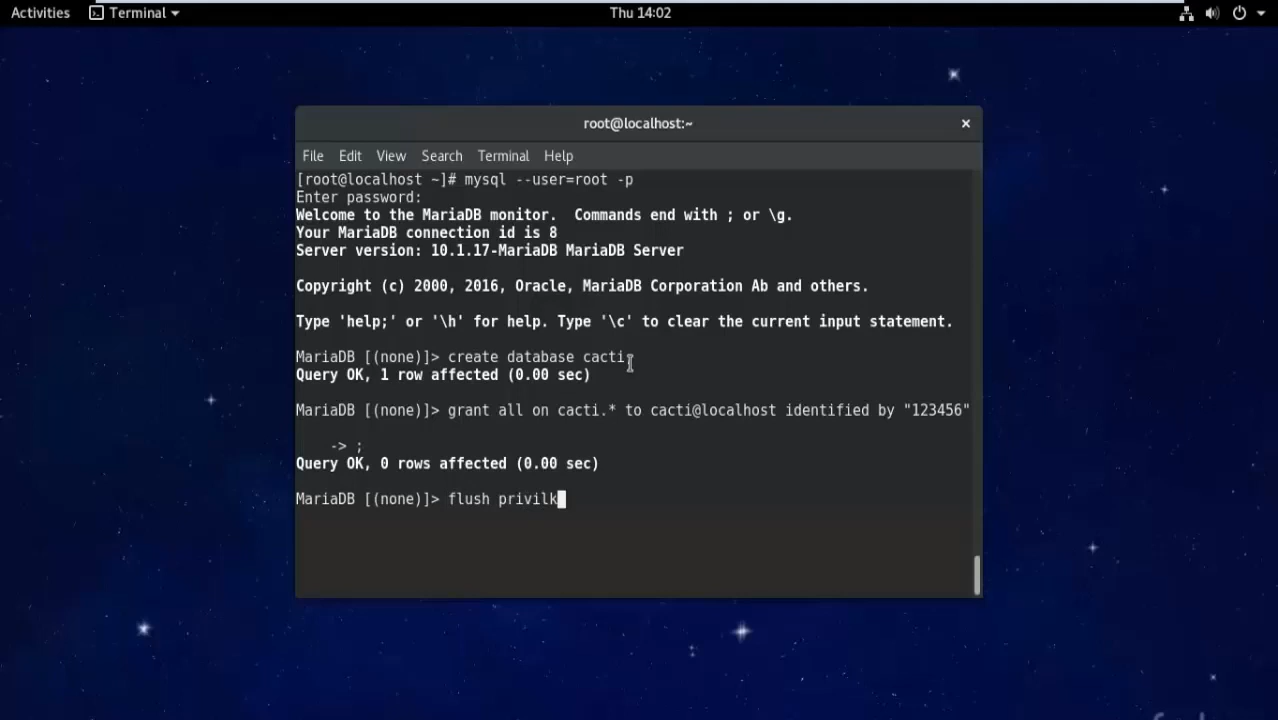 Activities Terminal Thu 14:02
root@localhost:~
File Edit View Search Terminal Help
[root@localhost ~]# mysql --user=root -p
Enter password:
Welcome to the MariaDB monitor.  Commands end with ; or \g.
Your MariaDB connection id is 8
Server version: 10.1.17-MariaDB MariaDB Server
Copyright (c) 2000, 2016, Oracle, MariaDB Corporation Ab and others.
Type 'help;' or '\h' for help. Type '\c' to clear the current input statement.
MariaDB [(none)]> create database cacti;
Query OK, 1 row affected (0.00 sec)
MariaDB [(none)]> grant all on cacti.* to cacti@localhost identified by "123456"
-> ;
Query OK, 0 rows affected (0.00 sec)
MariaDB [(none)]> flush privilk